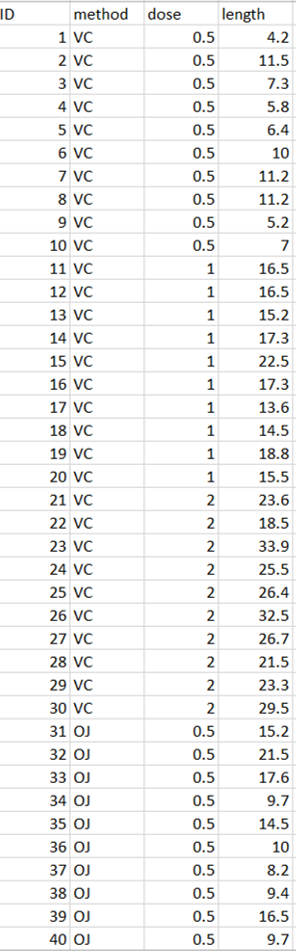 ID method dose length
1 VC 0.5 4.2
2 VC 0.5 11.5
3 VC 0.5 7.3
4 VC 0.5 5.8
5 VC 0.5 6.4
6 VC 0.5 10
7 VC 0.5 11.2
8 VC 0.5 11.2
9 VC 0.5 5.2
10 VC 0.5 7
11 VC 1 16.5
12 VC 1 16.5
13 VC 1 15.2
14 VC 1 17.3
15 VC 1 22.5
16 VC 1 17.3
17 VC 1 13.6
18 VC 1 14.5
19 VC 1 18.8
20 VC 1 15.5
21 VC 2 23.6
22 VC 2 18.5
23 VC 2 33.9
24 VC 2 25.5
25 VC 2 26.4
26 VC 2 32.5
27 VC 2 26.7
28 VC 2 21.5
29 VC 2 23.3
30 VC 2 29.5
31 OJ 0.5 15.2
32 OJ 0.5 21.5
33 OJ 0.5 17.6
34 OJ 0.5 9.7
35 OJ 0.5 14.5
36 OJ 0.5 10
37 OJ 0.5 8.2
38 OJ 0.5 9.4
39 OJ 0.5 16.5
40 OJ 0.5 9.7